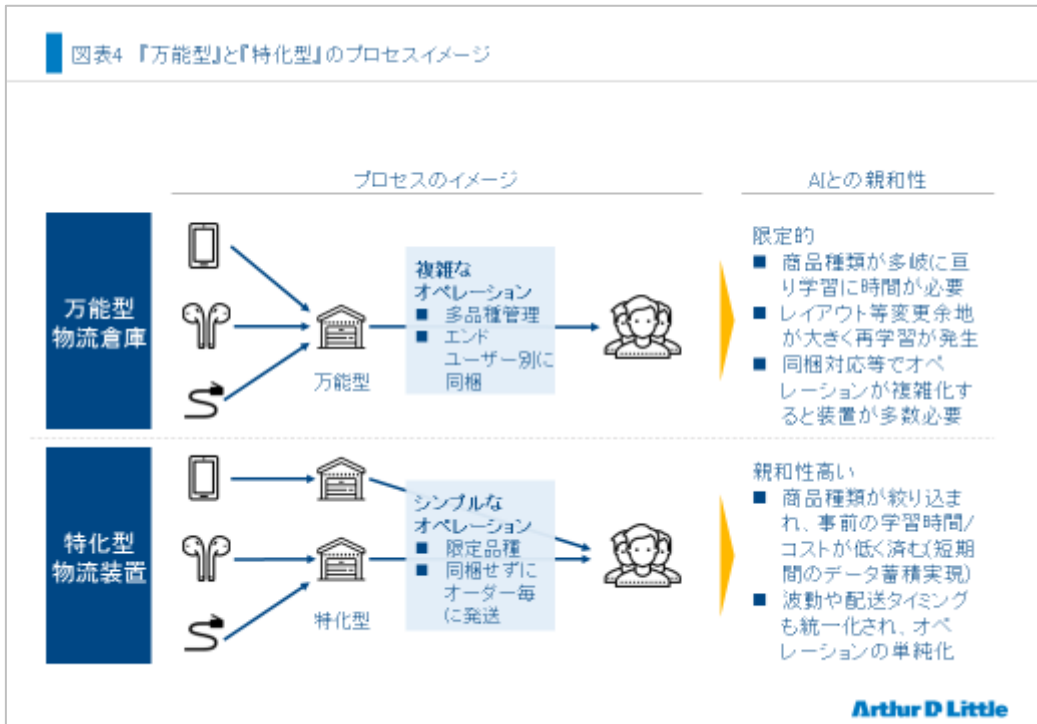 図表4 『万能型』と『特化型』のプロセスイメージ
プロセスのイメージ
AIとの親和性
万能型
物流倉庫
万能型
複雑な
オペレーション
■ 多品種管理
■ エンド
ユーザー別に
同梱
限定的
■ 商品種類が多岐に亘
り学習に時間が必要
■ レイアウト等変更余地
が大きく再学習が発生
■ 同梱対応等でオペ
レーションが複雑化す
ると装置が多数必要
特化型
物流装置
特化型
シンプルな
オペレーション
■ 限定品種
■ 同梱せずに
オーダー毎
に発送
親和性高い
■ 商品種類が絞り込ま
れ、事前の学習時間/
コストが低く済む(短期
間のデータ蓄積実現)
■ 波動や配送タイミング
も統一化され、オペ
レーションの単純化
Arthur D Little